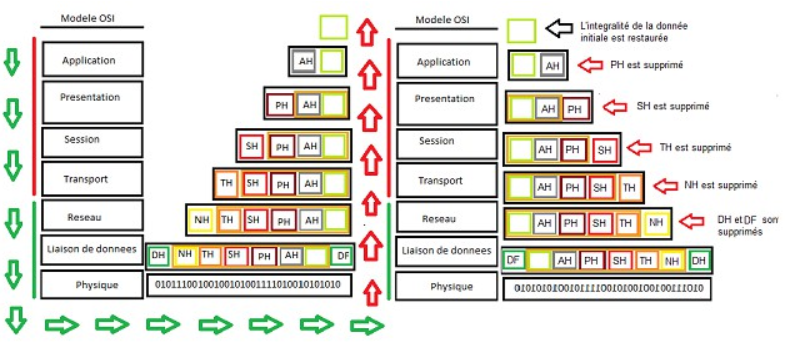 Modele OSI
Application
AH
Presentation
PH AH
Session
SH PH AH
Transport
TH SH PH AH
Reseau
NH TH SH PH AH
Liaison de donnees
DH NH TH SH PH AH DF
Physique
0101110010010010100111101001010101010
Modele OSI
L'integralité de la donnée
initiale est restaurée
Application
AH
PH est supprimé
Presentation
AH PH
SH est supprimé
Session
AH PH SH
TH est supprimé
Transport
AH PH SH TH
NH est supprimé
Reseau
AH PH SH TH NH
DH et DF son
supprimés
Liaison de donnees
DF AH PH SH TH NH DH
Physique